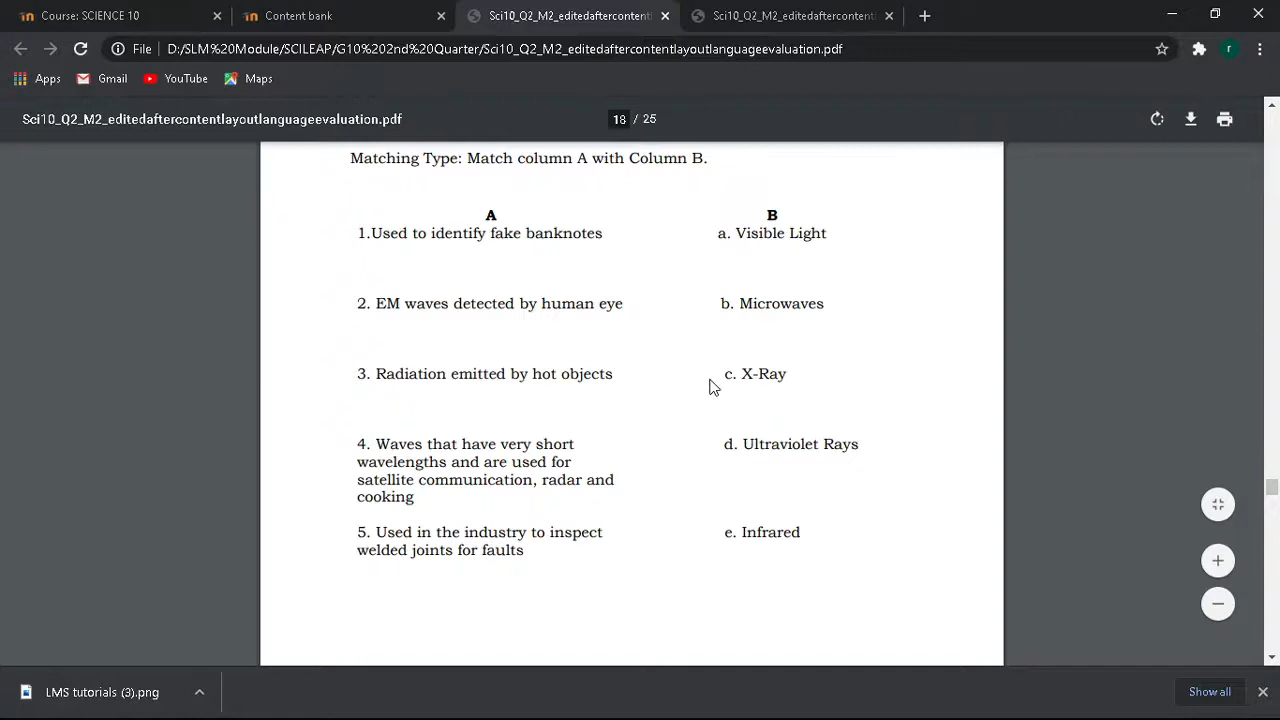 Course: SCIENCE 10
Content bank
Sci10_Q2_M2_editedaftercontentl
Sci10_Q2_M2_editedaftercontent
File
D:/SLM%20Module/SCILEAP/G10%202nd%20Quarter/Sci10_Q2_M2_editedaftercontentlayoutlanguageevaluation.pdf
r
Apps
Gmail
YouTube
Maps
Sci10_Q2_M2_editedaftercontentlayoutlanguageevaluation.pdf
18 / 25
Matching Type: Match column A with Column B.
A
B
1.Used to identify fake banknotes
a. Visible Light
2. EM waves detected by human eye
b. Microwaves
3. Radiation emitted by hot objects
c. X-Ray
4. Waves that have very short
wavelengths and are used for
satellite communication, radar and
cooking
d. Ultraviolet Rays
5. Used in the industry to inspect
welded joints for faults
e. Infrared
LMS tutorials (3).png
Show all